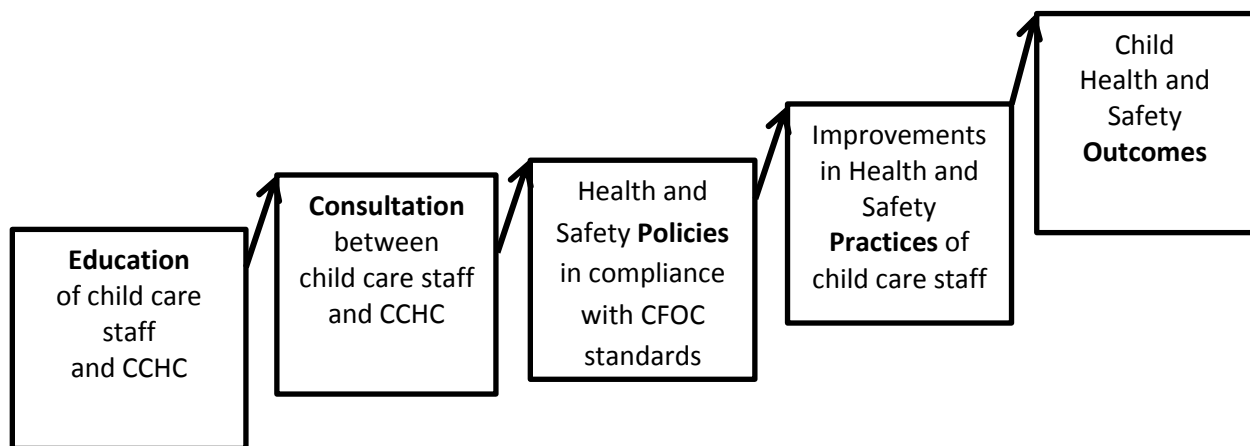 Education
of child care
staff
and CCHC
Consultation
between
child care staff
and CCHC
Health and
Safety Policies
in compliance
with CFOC
standards
Improvements
in Health and
Safety
Practices of
child care staff
Child
Health and
Safety
Outcomes